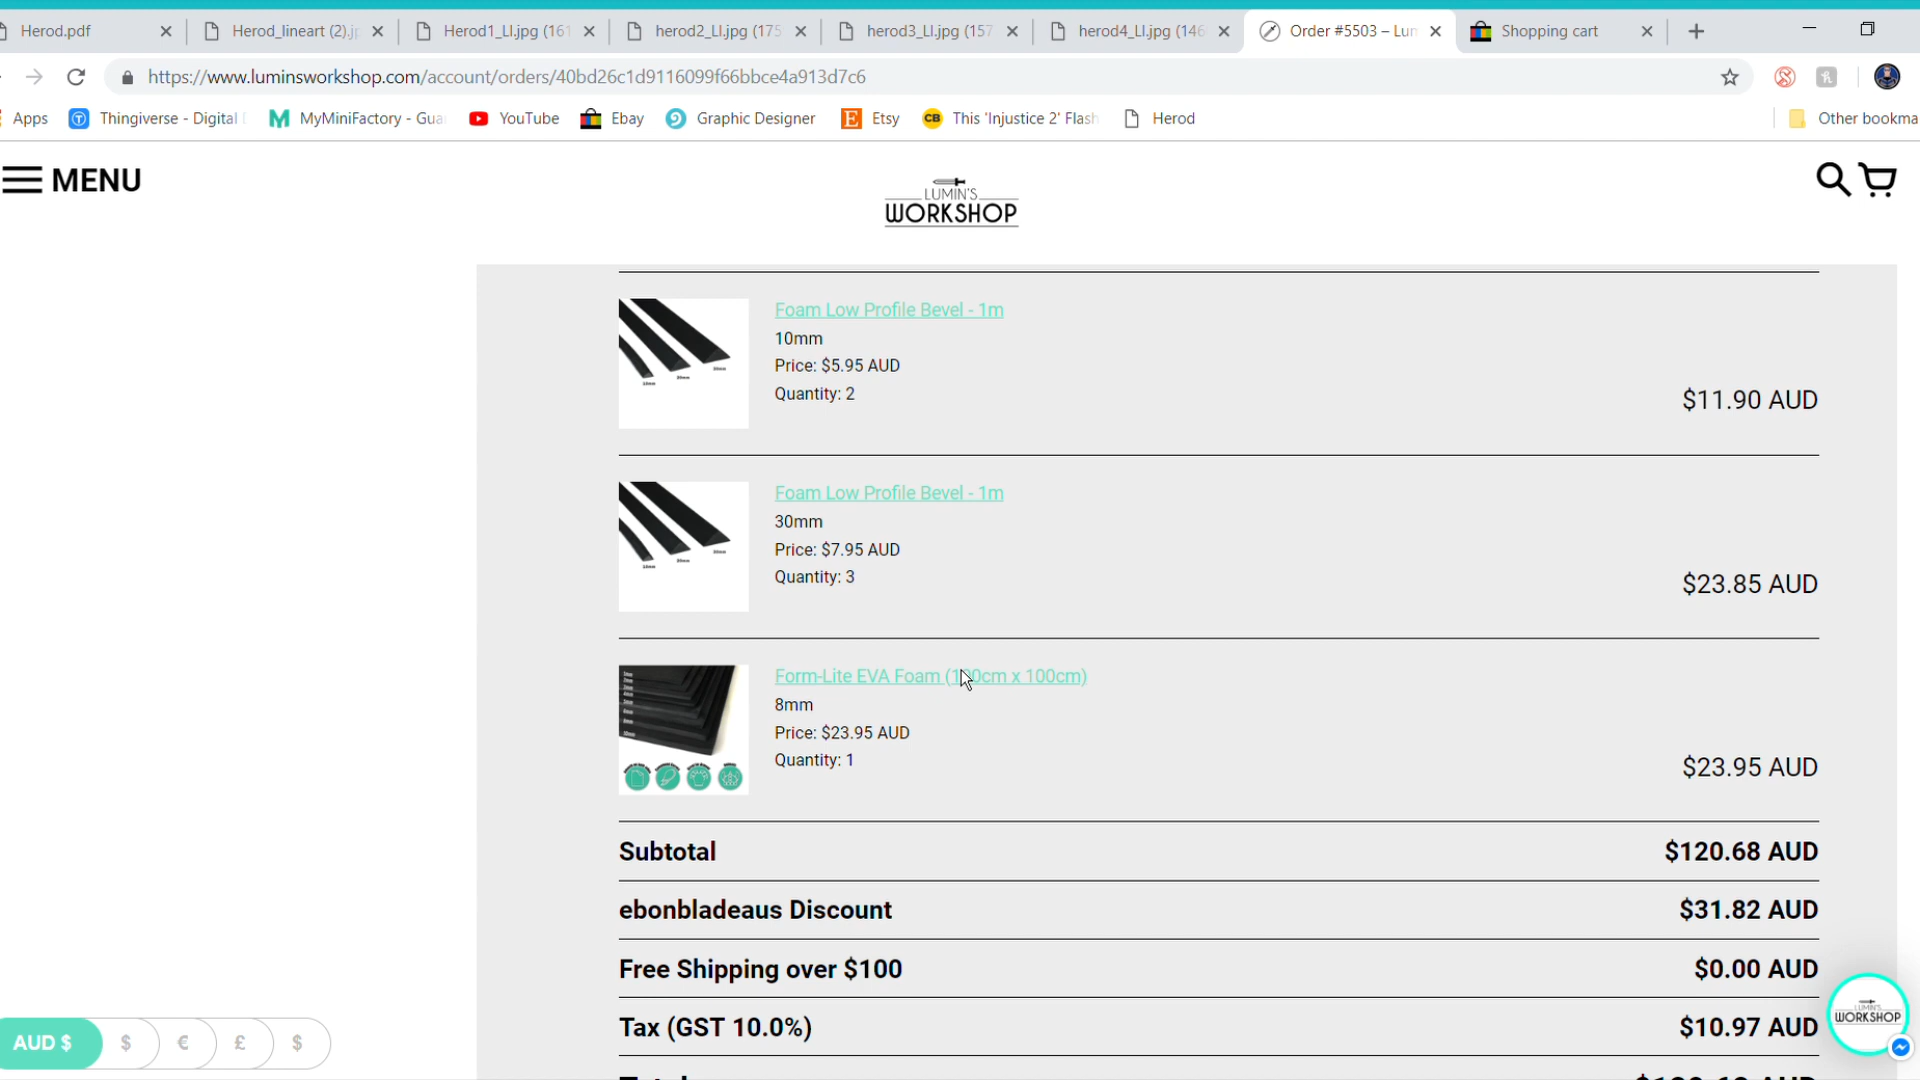 Herod.pdf
Herod_lineart (2).j
Herod1_LI.jpg (161
herod2_LI.jpg (175
herod3_LI.jpg (157
herod4_LI.jpg (146
Order #5503 – Lum
Shopping cart
https://www.luminsworkshop.com/account/orders/40bd26c1d9116099f66bbce4a913d7c6
Apps
Thingiverse - Digital
MyMiniFactory - Gua
YouTube
Ebay
Graphic Designer
Etsy
CB
This 'Injustice 2' Flash
Herod
Other bookma
MENU
LUMIN'S
WORKSHOP
Foam Low Profile Bevel - 1m
10mm
Price: $5.95 AUD
Quantity: 2
$11.90 AUD
Foam Low Profile Bevel - 1m
30mm
Price: $7.95 AUD
Quantity: 3
$23.85 AUD
Form-Lite EVA Foam (100cm x 100cm)
8mm
Price: $23.95 AUD
Quantity: 1
$23.95 AUD
Subtotal $120.68 AUD
ebonbladeaus Discount $31.82 AUD
Free Shipping over $100 $0.00 AUD
Tax (GST 10.0%) $10.97 AUD
AUD $ $ € £ $
LUMIN'S
WORKSHOP